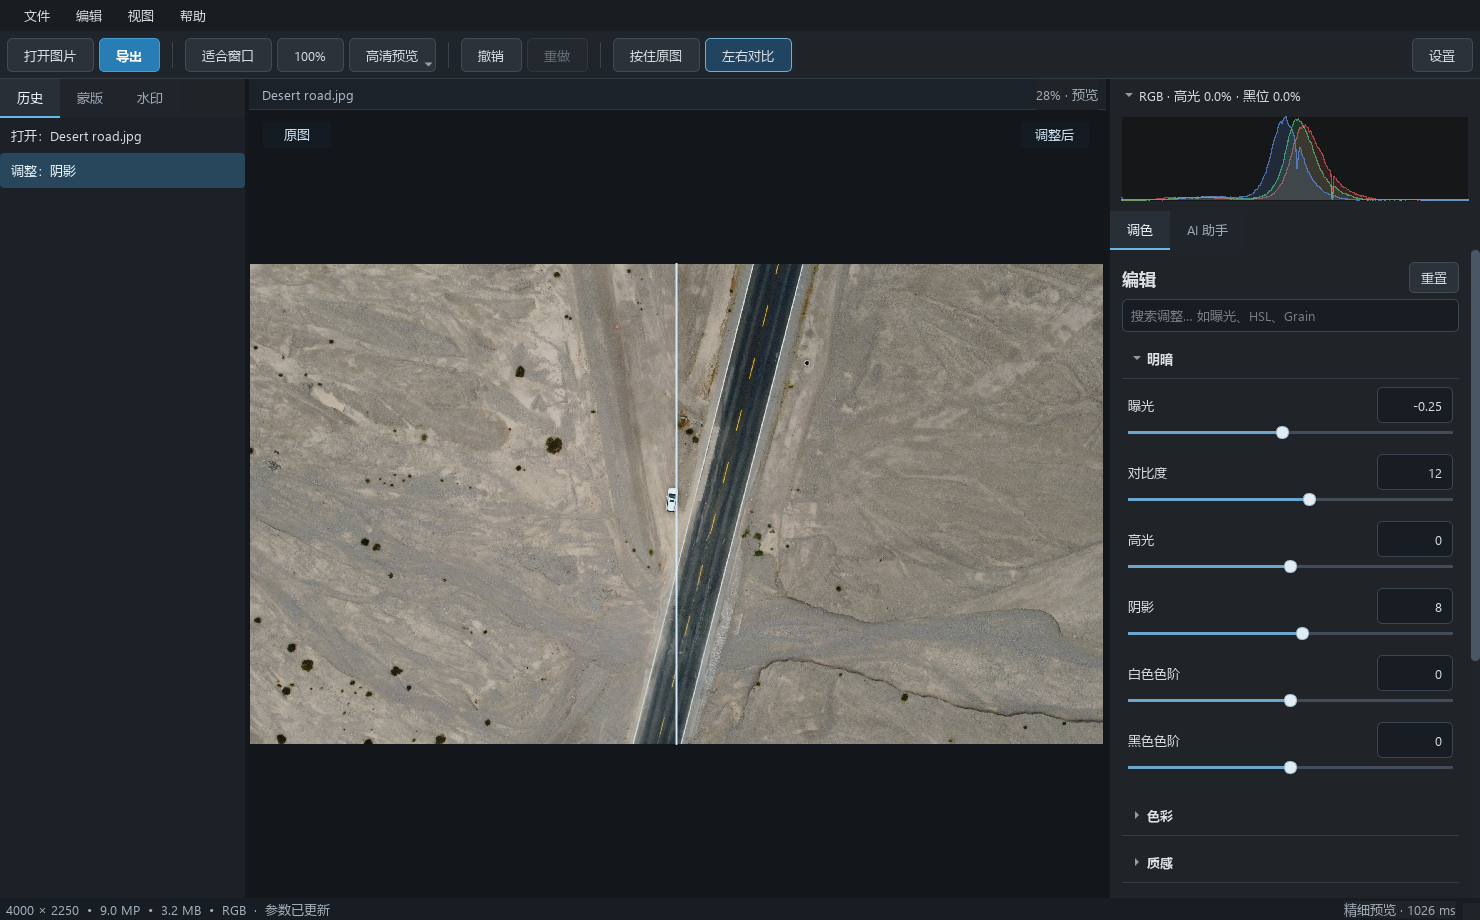 文件 编辑 视图 帮助
打开图片 导出 适合窗口 100% 高清预览 撤销 重做 按住原图 左右对比 设置
历史 蒙版 水印
打开: Desert road.jpg
调整: 阴影
Desert road.jpg 28% · 预览
原图 调整后
RGB · 高光 0.0% · 黑位 0.0%
调色 AI 助手
编辑 重置
搜索调整... 如曝光、HSL、Grain
明暗
曝光 -0.25
对比度 12
高光 0
阴影 8
白色色阶 0
黑色色阶 0
色彩
质感
4000 × 2250 • 9.0 MP • 3.2 MB • RGB · 参数已更新 精细预览 · 1026 ms